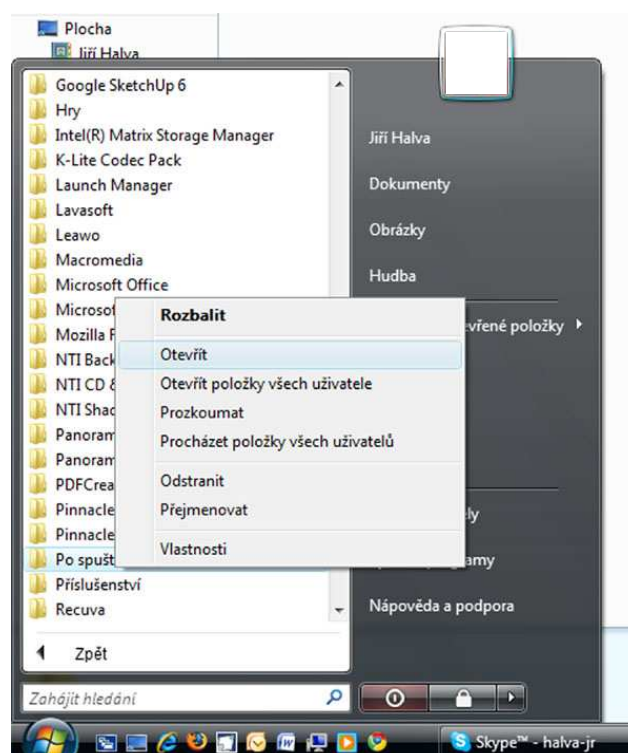 Plocha
Jiří Halva
Google SketchUp 6
Hry
Intel(R) Matrix Storage Manager
K-Lite Codec Pack
Launch Manager
Lavasoft
Leawo
Macromedia
Microsoft Office
Microsof
Mozilla F
NTI Back
NTI CD &
NTI Shad
Panoram
Panoram
PDFCrea
Pinnacle
Pinnacle
Po spušt
Příslušenství
Recuva
Zpět
Zahájit hledání
Rozbalit
Otevřít
Otevřít položky všech uživatele
Prozkoumat
Procházet položky všech uživatelů
Odstranit
Přejmenovat
Vlastnosti
Jiří Halva
Dokumenty
Obrázky
Hudba
evřené položky
ly
amy
Nápověda a podpora
Skype™ - halva-jr